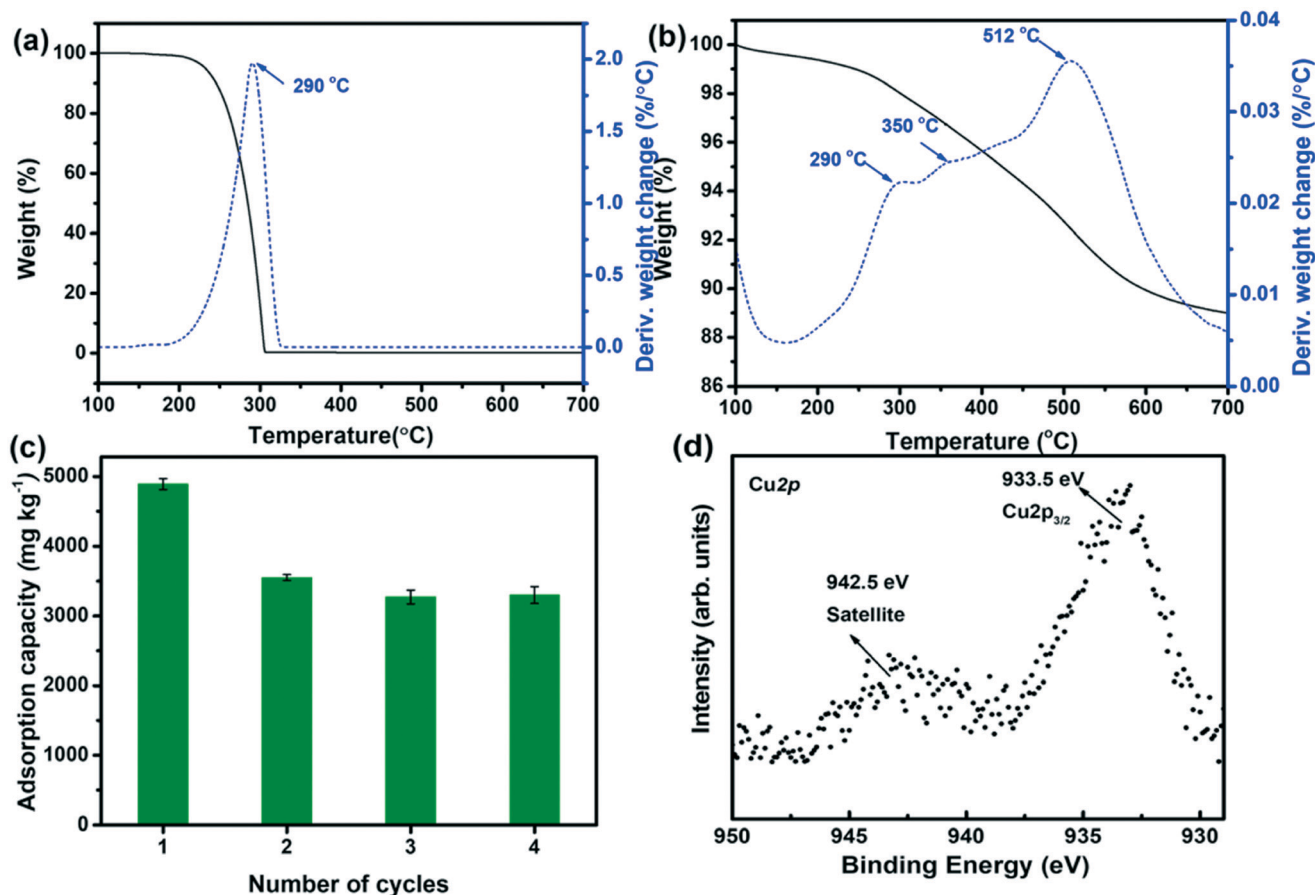 (a)
290 °C
Weight (%)
100
80
60
40
20
0
Deriv. weight change (%/°C)
2.0
1.5
1.0
0.5
0.0
100
200
300
400
500
600
700
Temperature(°C)
(b)
512 °C
350 °C
290 °C
Weight (%)
100
98
96
94
92
90
88
86
Deriv. weight change (%/°C)
0.04
0.03
0.02
0.01
0.00
100
200
300
400
500
600
700
Temperature (°C)
(c)
Adsorption capacity (mg kg⁻¹)
5000
4000
3000
2000
1000
0
1
2
3
4
Number of cycles
(d)
Cu2p
933.5 eV
Cu2p₃/₂
942.5 eV
Satellite
Intensity (arb. units)
950
945
940
935
930
Binding Energy (eV)